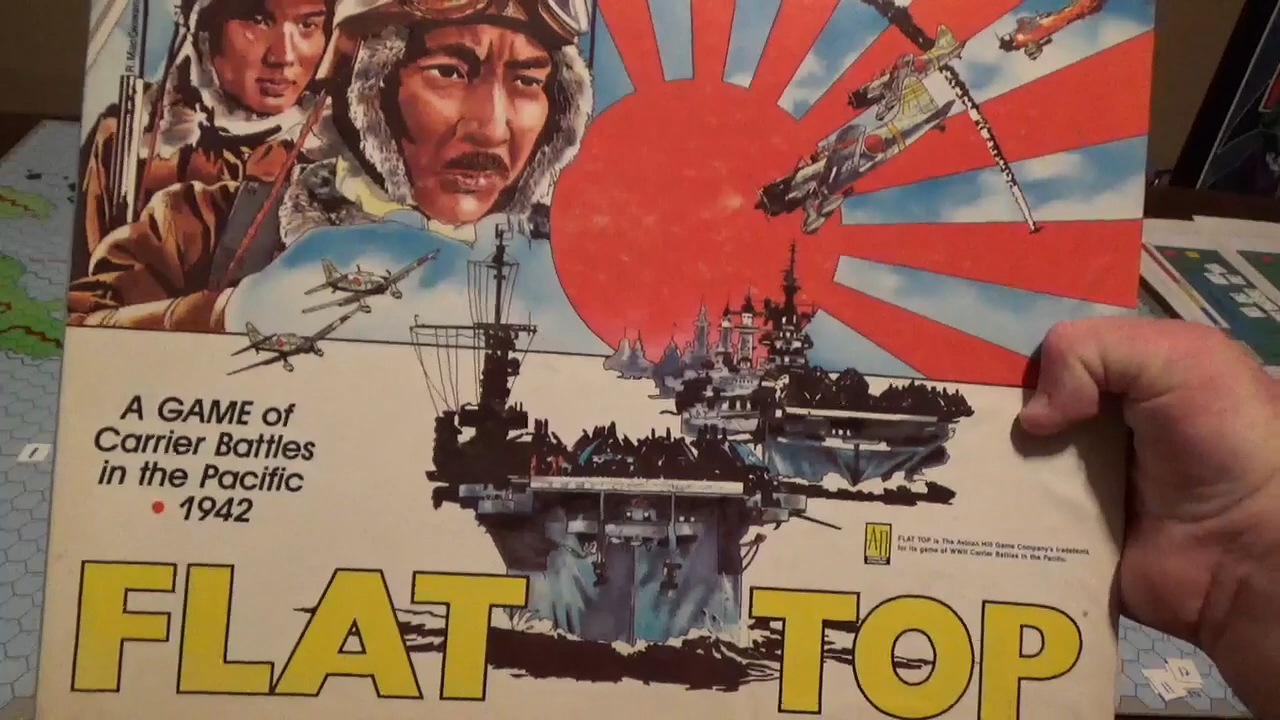 A GAME of
Carrier Battles
in the Pacific
• 1942
AH
FLAT TOP is The Avalon Hill Game Company's trademark
for its game of WWII Carrier Battles in the Pacific.
FLAT TOP